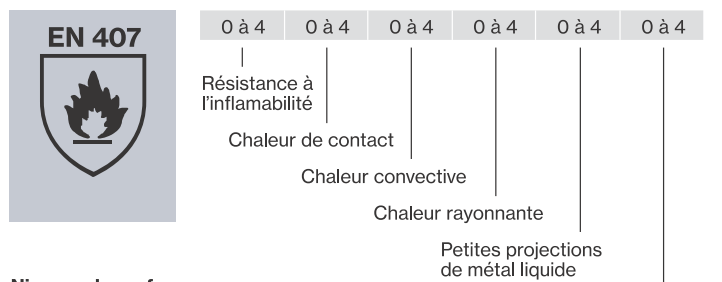 EN 407
0 à 4 0 à 4 0 à 4 0 à 4 0 à 4 0 à 4
Résistance à
l'inflamabilité
Chaleur de contact
Chaleur convective
Chaleur rayonnante
Petites projections
de métal liquide